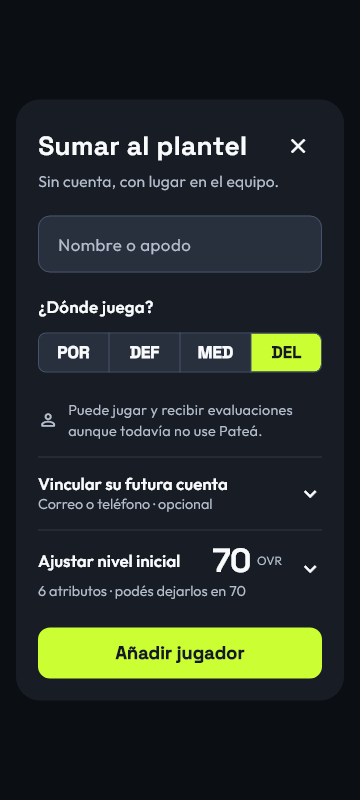 Sumar al plantel
Sin cuenta, con lugar en el equipo.
Nombre o apodo
¿Dónde juega?
POR DEF MED DEL
Puede jugar y recibir evaluaciones
aunque todavía no use Pateá.
Vincular su futura cuenta
Correo o teléfono · opcional
Ajustar nivel inicial 70 OVR
6 atributos · podés dejarlos en 70
Añadir jugador